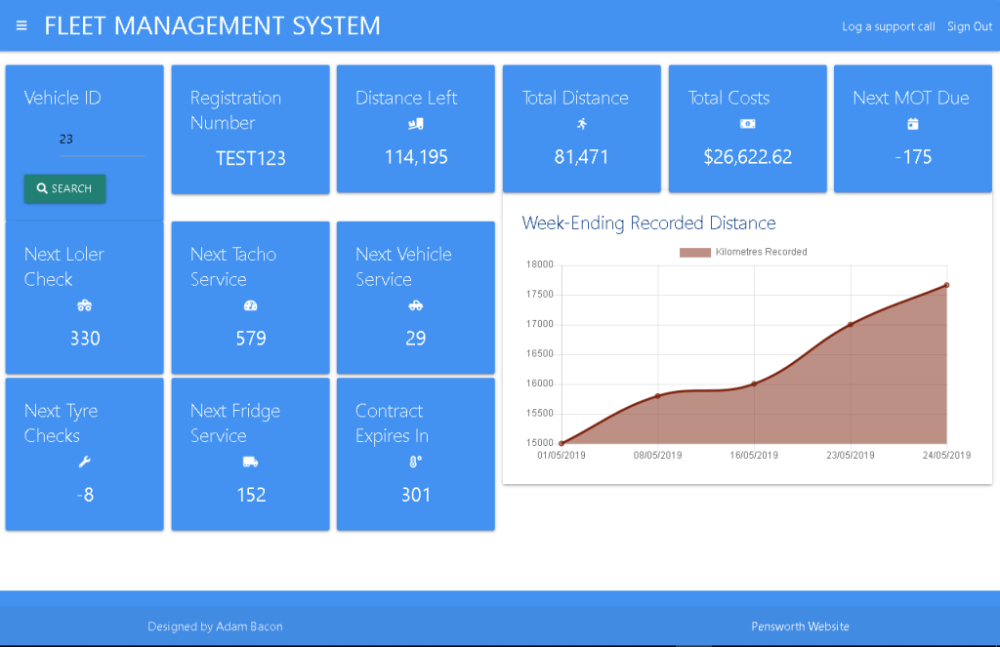 FLEET MANAGEMENT SYSTEM
Log a support call
Sign Out
Vehicle ID
23
SEARCH
Registration
Number
TEST123
Distance Left
114,195
Total Distance
81,471
Total Costs
$26,622.62
Next MOT Due
-175
Next Loler
Check
330
Next Tacho
Service
579
Next Vehicle
Service
29
Next Tyre
Checks
-8
Next Fridge
Service
152
Contract
Expires In
301
Week-Ending Recorded Distance
Kilometres Recorded
18000
17500
17000
16500
16000
15500
15000
01/05/2019 08/05/2019 16/05/2019 23/05/2019 24/05/2019
Designed by Adam Bacon
Pensworth Website